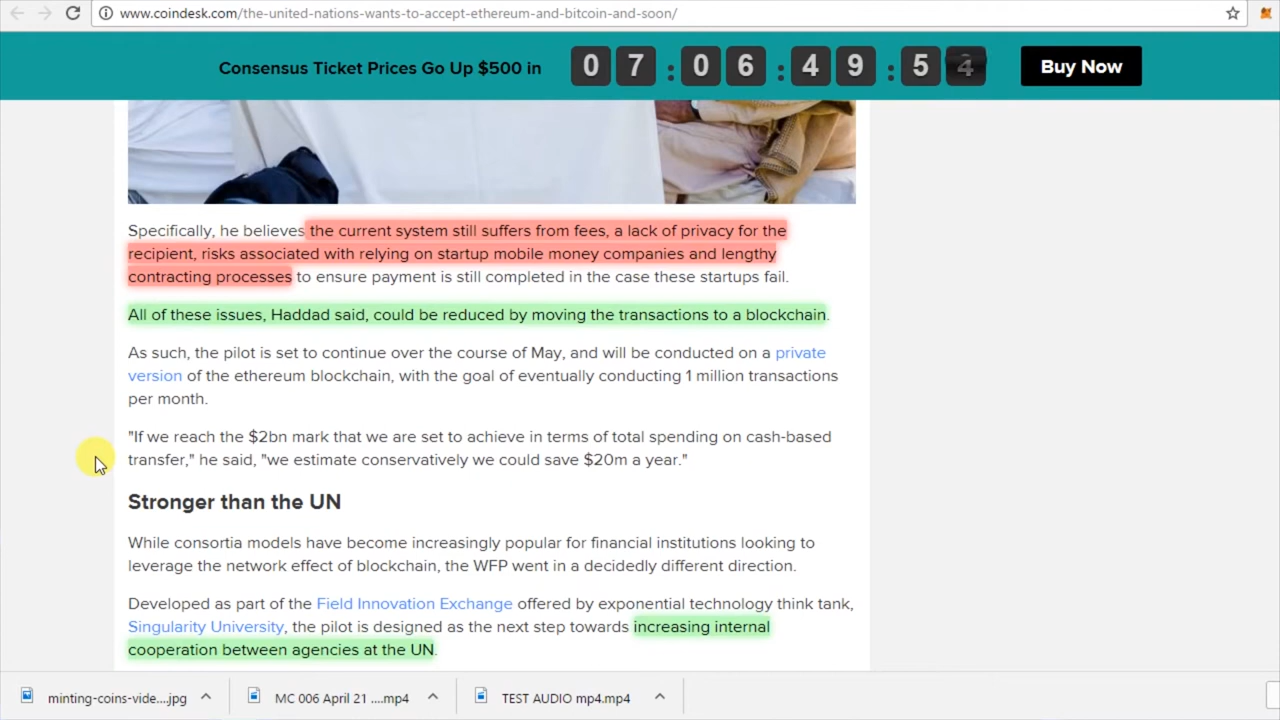 www.coindesk.com/the-united-nations-wants-to-accept-ethereum-and-bitcoin-and-soon/
Consensus Ticket Prices Go Up $500 in 07 : 06 : 49 : 54 Buy Now
Specifically, he believes the current system still suffers from fees, a lack of privacy for the
recipient, risks associated with relying on startup mobile money companies and lengthy
contracting processes to ensure payment is still completed in the case these startups fail.
All of these issues, Haddad said, could be reduced by moving the transactions to a blockchain.
As such, the pilot is set to continue over the course of May, and will be conducted on a private
version of the ethereum blockchain, with the goal of eventually conducting 1 million transactions
per month.
"If we reach the $2bn mark that we are set to achieve in terms of total spending on cash-based
transfer," he said, "we estimate conservatively we could save $20m a year."
Stronger than the UN
While consortia models have become increasingly popular for financial institutions looking to
leverage the network effect of blockchain, the WFP went in a decidedly different direction.
Developed as part of the Field Innovation Exchange offered by exponential technology think tank,
Singularity University, the pilot is designed as the next step towards increasing internal
cooperation between agencies at the UN.
minting-coins-vide....jpg MC 006 April 21 ....mp4 TEST AUDIO mp4.mp4